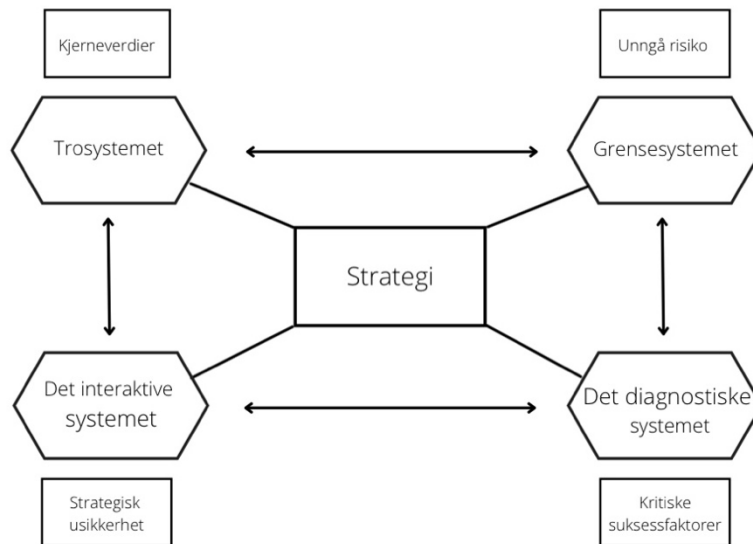 Kjerneverdier
Unngå risiko
Trosystemet
Grensesystemet
Strategi
Det interaktive
systemet
Det diagnostiske
systemet
Strategisk
usikkerhet
Kritiske
suksessfaktorer